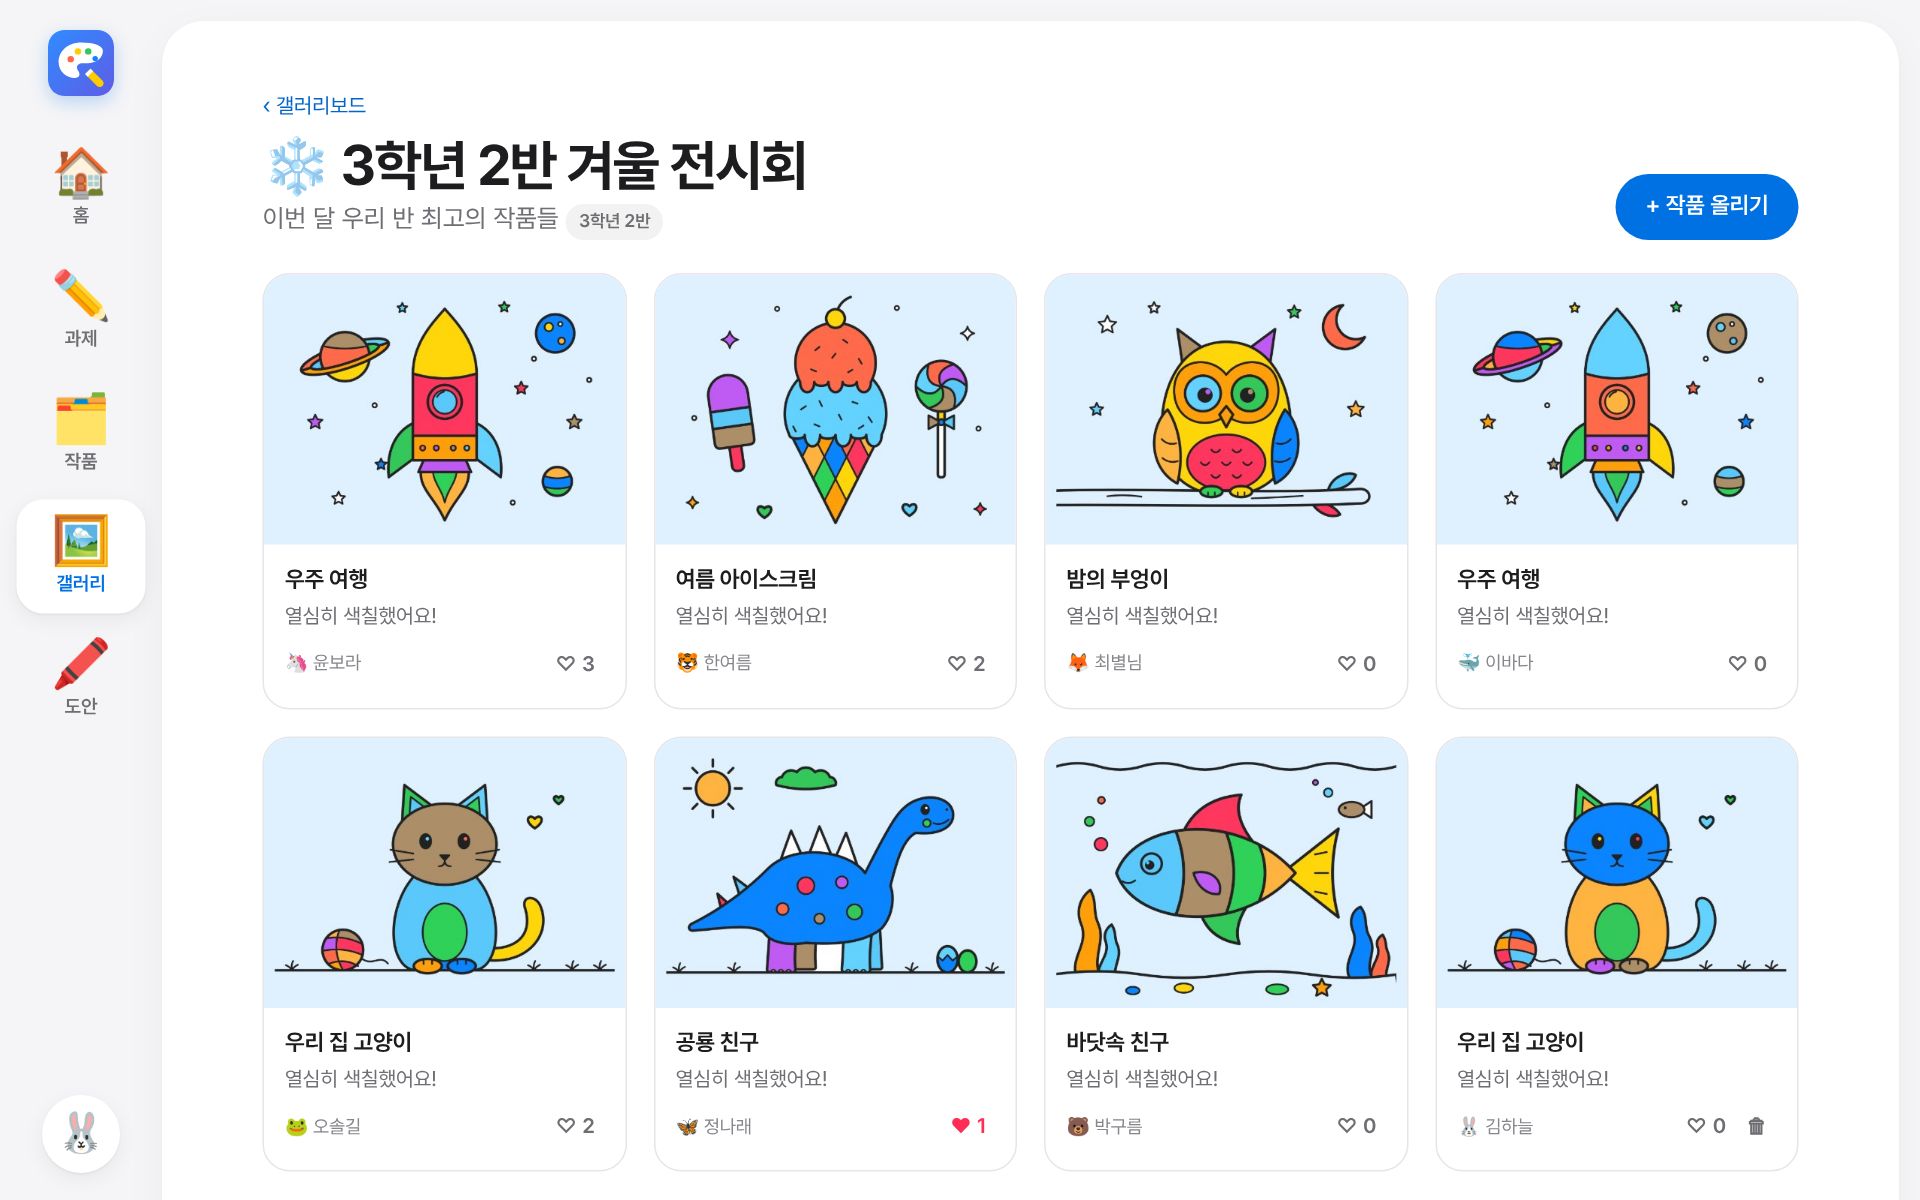 홈
과제
작품
갤러리
도안
‹ 갤러리보드
3학년 2반 겨울 전시회
이번 달 우리 반 최고의 작품들 3학년 2반
+ 작품 올리기
우주 여행
열심히 색칠했어요!
윤보라 3
여름 아이스크림
열심히 색칠했어요!
한여름 2
밤의 부엉이
열심히 색칠했어요!
최별님 0
우주 여행
열심히 색칠했어요!
이바다 0
우리 집 고양이
열심히 색칠했어요!
오솔길 2
공룡 친구
열심히 색칠했어요!
정나래 1
바닷속 친구
열심히 색칠했어요!
박구름 0
우리 집 고양이
열심히 색칠했어요!
김하늘 0